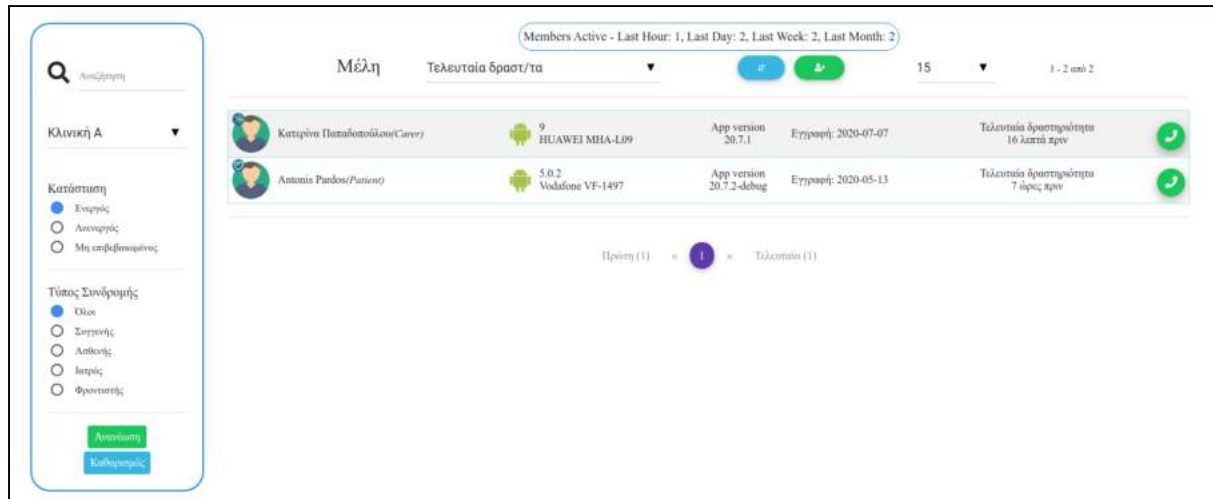 Members Active - Last Hour: 1, Last Day: 2, Last Week: 2, Last Month: 2
Αναζήτηση
Μέλη
Τελευταία δραστ/τα
15
1 - 2 από 2
Κλινική Α
Κατερίνα Παπαδοπούλου(Carer)
9
HUAWEI MHA-L09
App version
20.7.1
Εγγραφή: 2020-07-07
Τελευταία δραστηριότητα
16 λεπτά πριν
Antonis Pardos(Patient)
5.0.2
Vodafone VF-1497
App version
20.7.2-debug
Εγγραφή: 2020-05-13
Τελευταία δραστηριότητα
7 ώρες πριν
Κατάσταση
Ενεργός
Ανενεργός
Μη επιβεβαιωμένος
Πρώτη (1) « 1 » Τελευταία (1)
Τύπος Συνδρομής
Όλοι
Συγγενής
Ασθενής
Ιατρός
Φροντιστής
Ανανέωση
Καθαρισμός